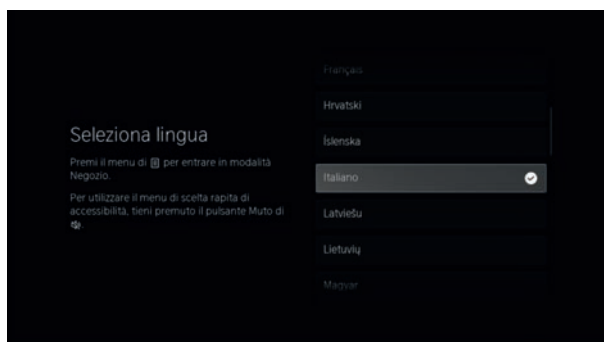 Seleziona lingua
Premi il menu di per entrare in modalità
Negozio.
Per utilizzare il menu di scelta rapida di
accessibilità, tieni premuto il pulsante Muto di
.
Français
Hrvatski
Íslenska
Italiano
Latviešu
Lietuvių
Magyar